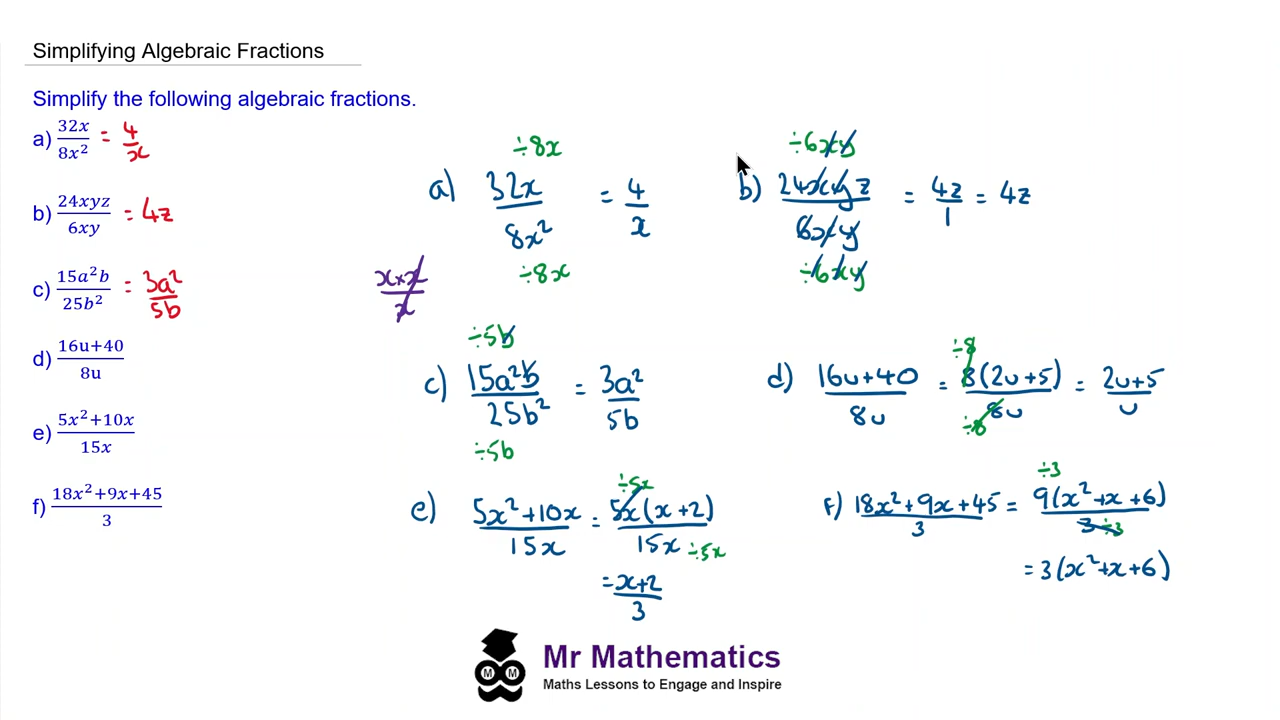 Simplifying Algebraic Fractions
Simplify the following algebraic fractions.
a) 32x/8x² = 4/x
b) 24xyz/6xy = 4z
c) 15a²b/25b² = 3a²/5b
d) 16u+40/8u
e) 5x²+10x/15x
f) 18x²+9x+45/3
÷8x
a) 32x/8x² = 4/x
÷8x
x×x/x
÷6xy
b) 24xyz/6xy = 4z/1 = 4z
÷6xy
÷5b
c) 15a²b/25b² = 3a²/5b
÷5b
÷8
d) 16u+40/8u = 8(2u+5)/8u = 2u+5/u
÷8
÷5x
e) 5x²+10x/15x = 5x(x+2)/15x
÷5x
= x+2/3
÷3
F) 18x²+9x+45/3 = 9(x²+x+6)/3
÷3
= 3(x²+x+6)
M M
Mr Mathematics
Maths Lessons to Engage and Inspire